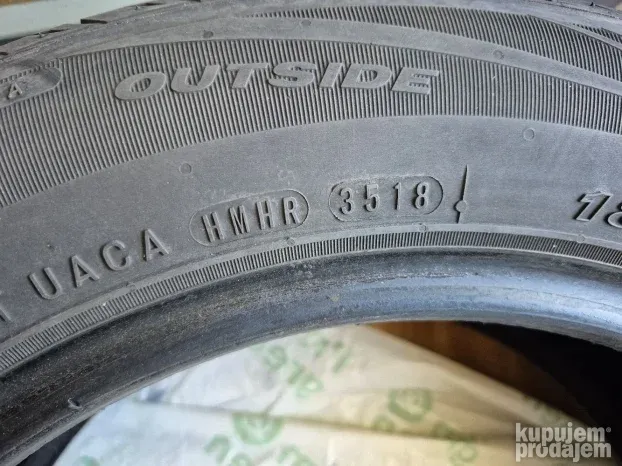 A
OUTSIDE
UACA HMHR 3518
kupujem
prodajem